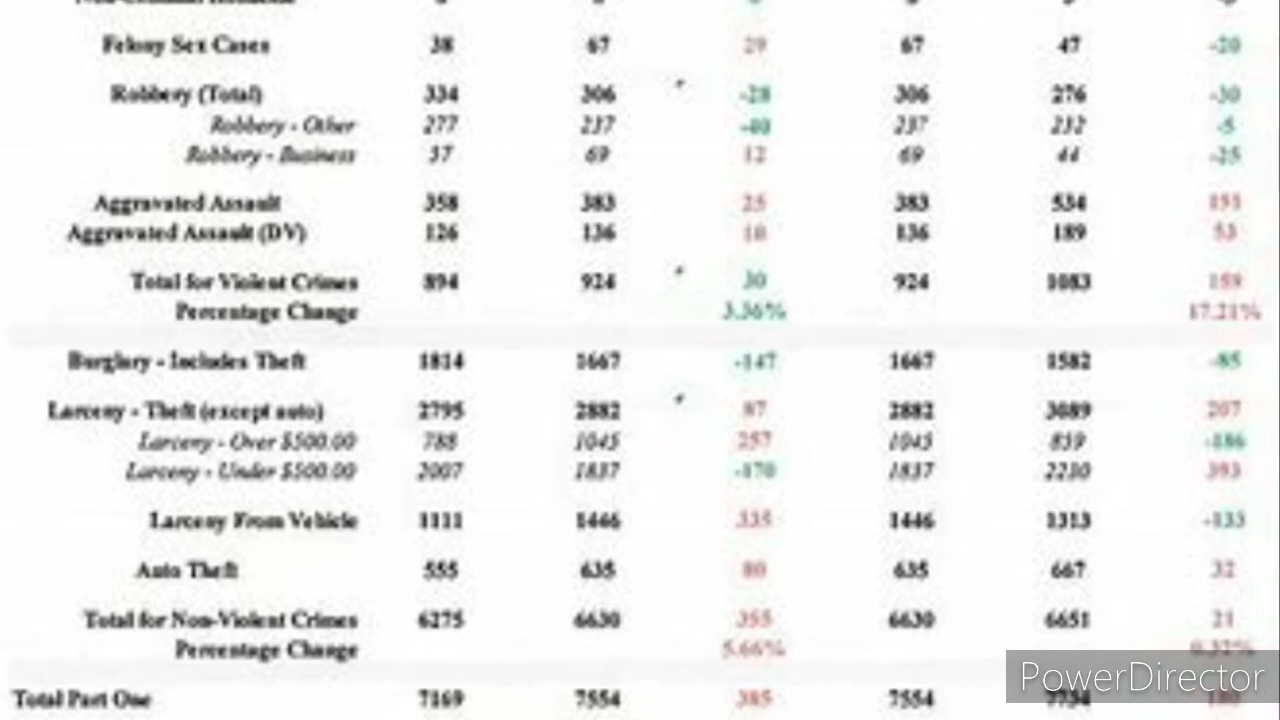 Felony Sex Cases 38 67 29 67 47 -20
Robbery (Total) 334 306 -28 306 276 -30
Robbery - Other 277 237 -40 237 232 -5
Robbery - Business 57 69 12 69 44 -25
Aggravated Assault 358 383 25 383 534 151
Aggravated Assault (DV) 126 136 10 136 189 53
Total for Violent Crimes 894 924 30 924 1083 159
Percentage Change 3.36% 17.21%
Burglary - Includes Theft 1814 1667 -147 1667 1582 -85
Larceny - Theft (except auto) 2795 2882 87 2882 3089 207
Larceny - Over $500.00 788 1045 257 1045 859 -186
Larceny - Under $500.00 2007 1837 -170 1837 2230 393
Larceny From Vehicle 1111 1446 335 1446 1313 -133
Auto Theft 555 635 80 635 667 32
Total for Non-Violent Crimes 6275 6630 355 6630 6651 21
Percentage Change 5.66% 0.32%
PowerDirector
Total Part One 7169 7554 385 7554 7734 180